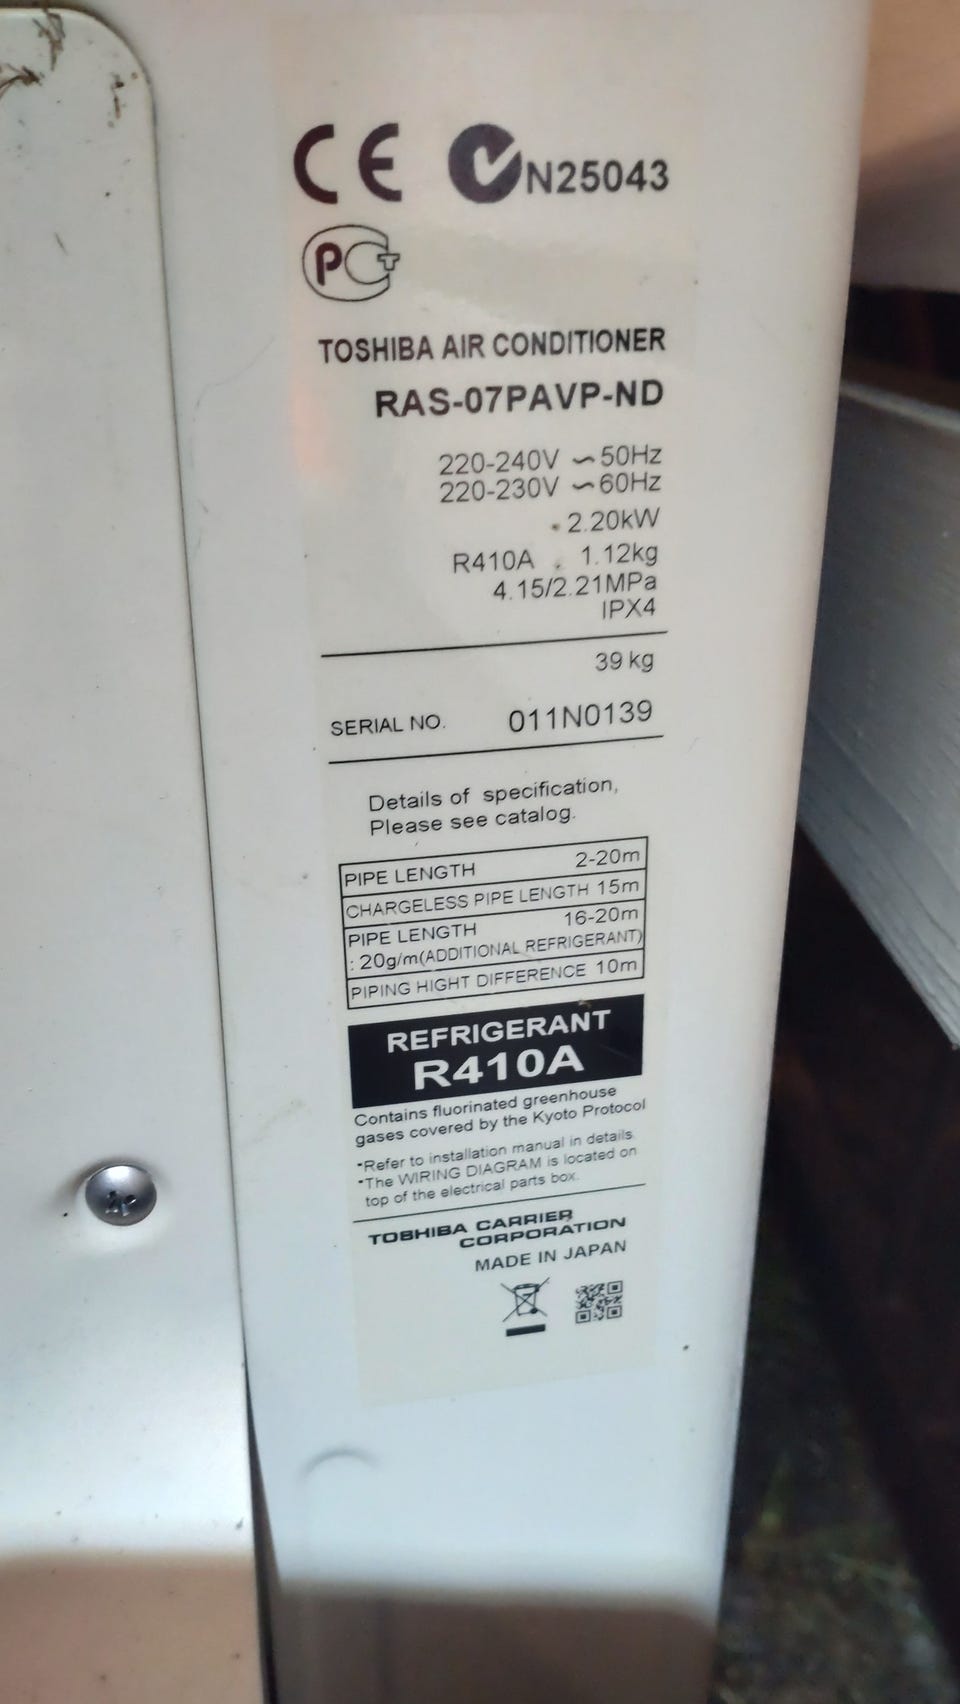 CE N25043
PCT
TOSHIBA AIR CONDITIONER
RAS-07PAVP-ND
220-240V ~50Hz
220-230V ~60Hz
2.20kW
R410A 1.12kg
4.15/2.21MPa
IPX4
39 kg
SERIAL NO. 011N0139
Details of specification,
Please see catalog.
PIPE LENGTH 2-20m
CHARGELESS PIPE LENGTH 15m
PIPE LENGTH 16-20m
: 20g/m(ADDITIONAL REFRIGERANT)
PIPING HIGHT DIFFERENCE 10m
REFRIGERANT
R410A
Contains fluorinated greenhouse
gases covered by the Kyoto Protocol
-Refer to installation manual in details.
-The WIRING DIAGRAM is located on
top of the electrical parts box.
TOSHIBA CARRIER
CORPORATION
MADE IN JAPAN